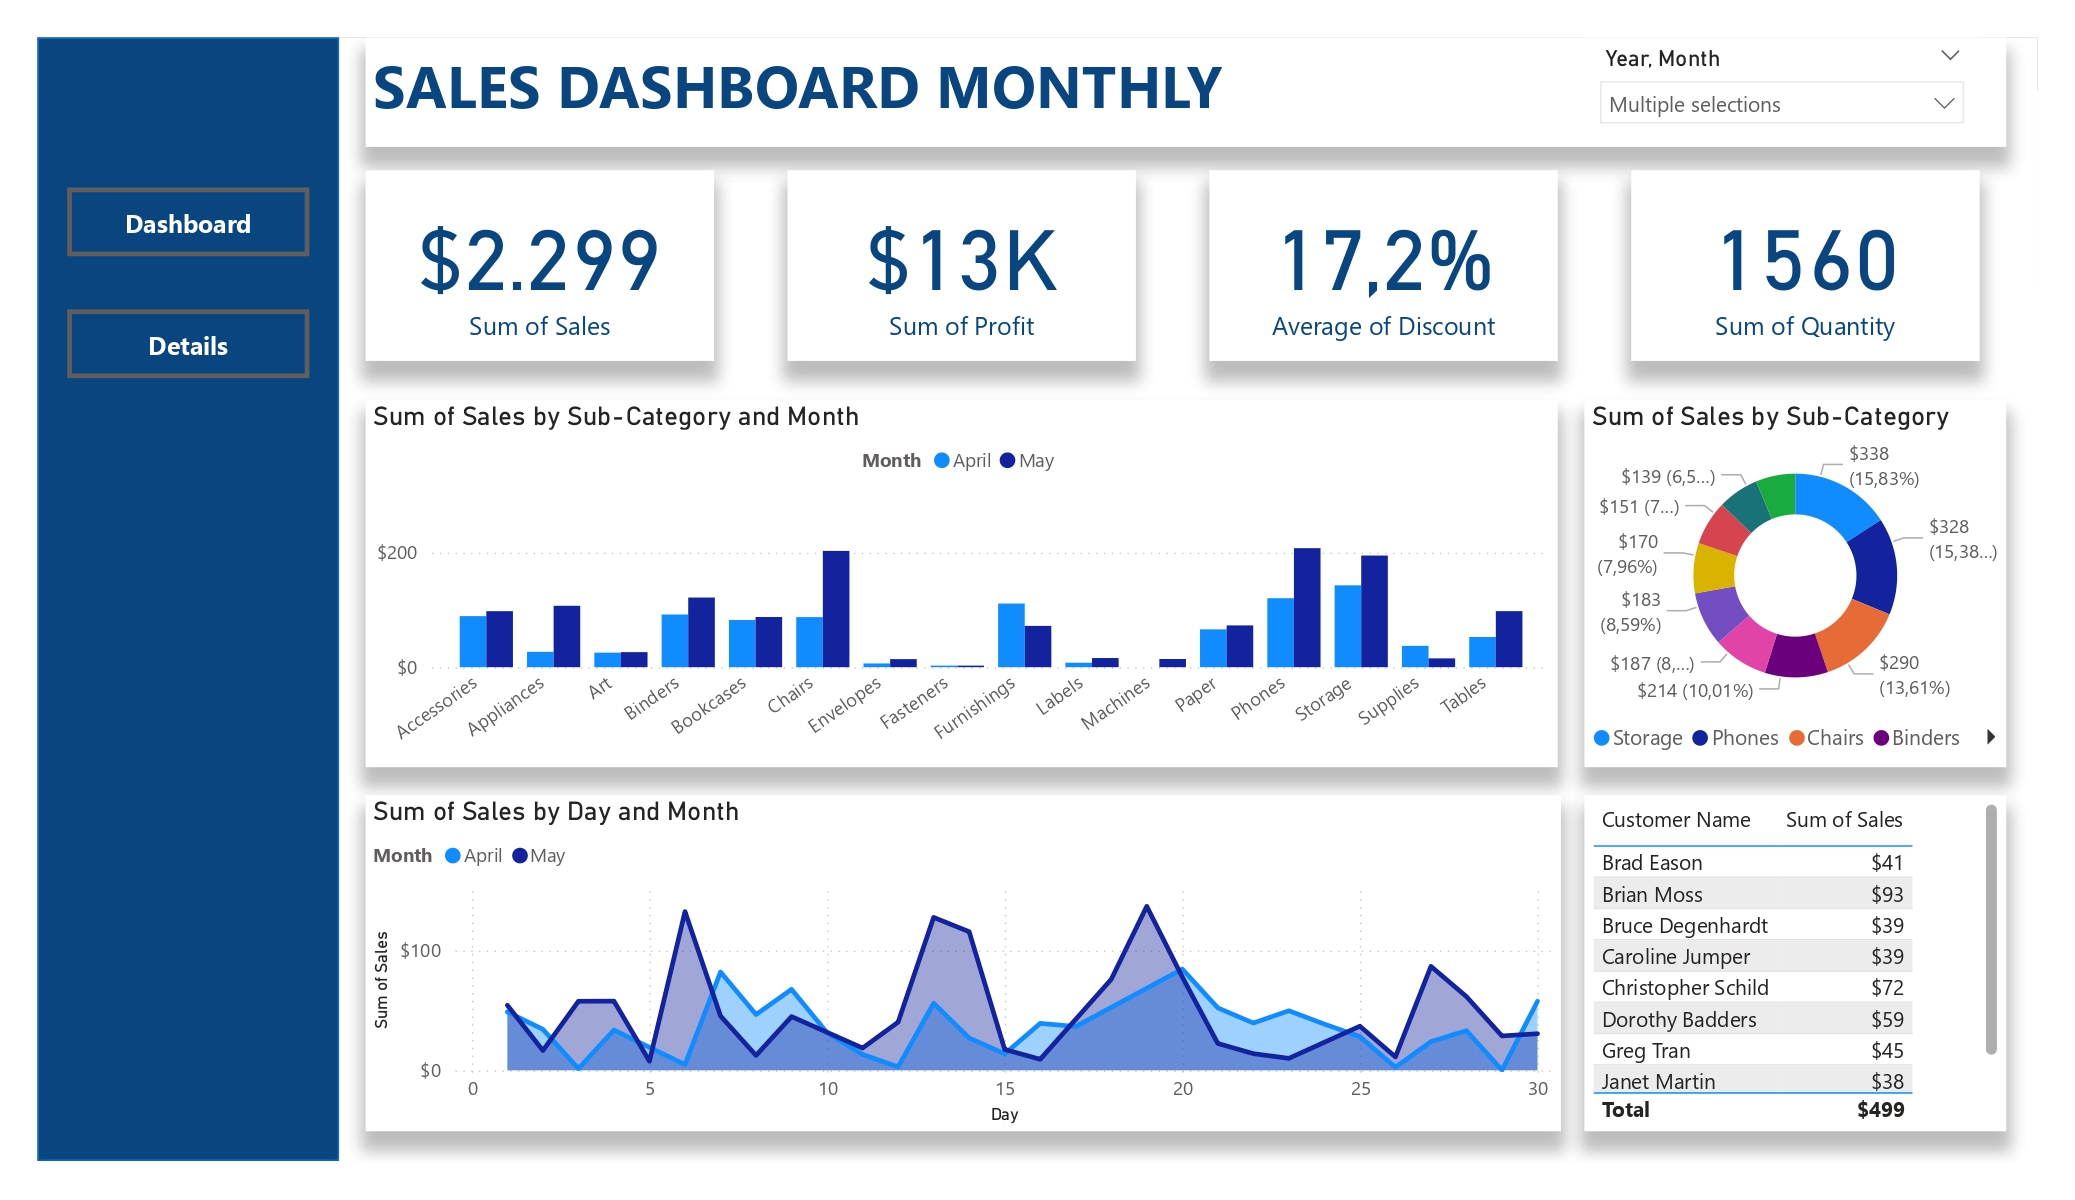 SALES DASHBOARD MONTHLY
Year, Month
Multiple selections
Dashboard
Details
$2.299
Sum of Sales
$13K
Sum of Profit
17,2%
Average of Discount
1560
Sum of Quantity
Sum of Sales by Sub-Category and Month
Month April May
$200
$0
Accessories
Appliances
Art
Binders
Bookcases
Chairs
Envelopes
Fasteners
Furnishings
Labels
Machines
Paper
Phones
Storage
Supplies
Tables
Sum of Sales by Sub-Category
$338
(15,83%)
$328
(15,38...)
$290
(13,61%)
$214 (10,01%)
$187 (8,...)
$183
(8,59%)
$170
(7,96%)
$151 (7...)
$139 (6,5...)
Storage Phones Chairs Binders
Sum of Sales by Day and Month
Month April May
Sum of Sales
$100
$0
0 5 10 15 20 25 30
Day
Customer Name Sum of Sales
Brad Eason $41
Brian Moss $93
Bruce Degenhardt $39
Caroline Jumper $39
Christopher Schild $72
Dorothy Badders $59
Greg Tran $45
Janet Martin $38
Total $499